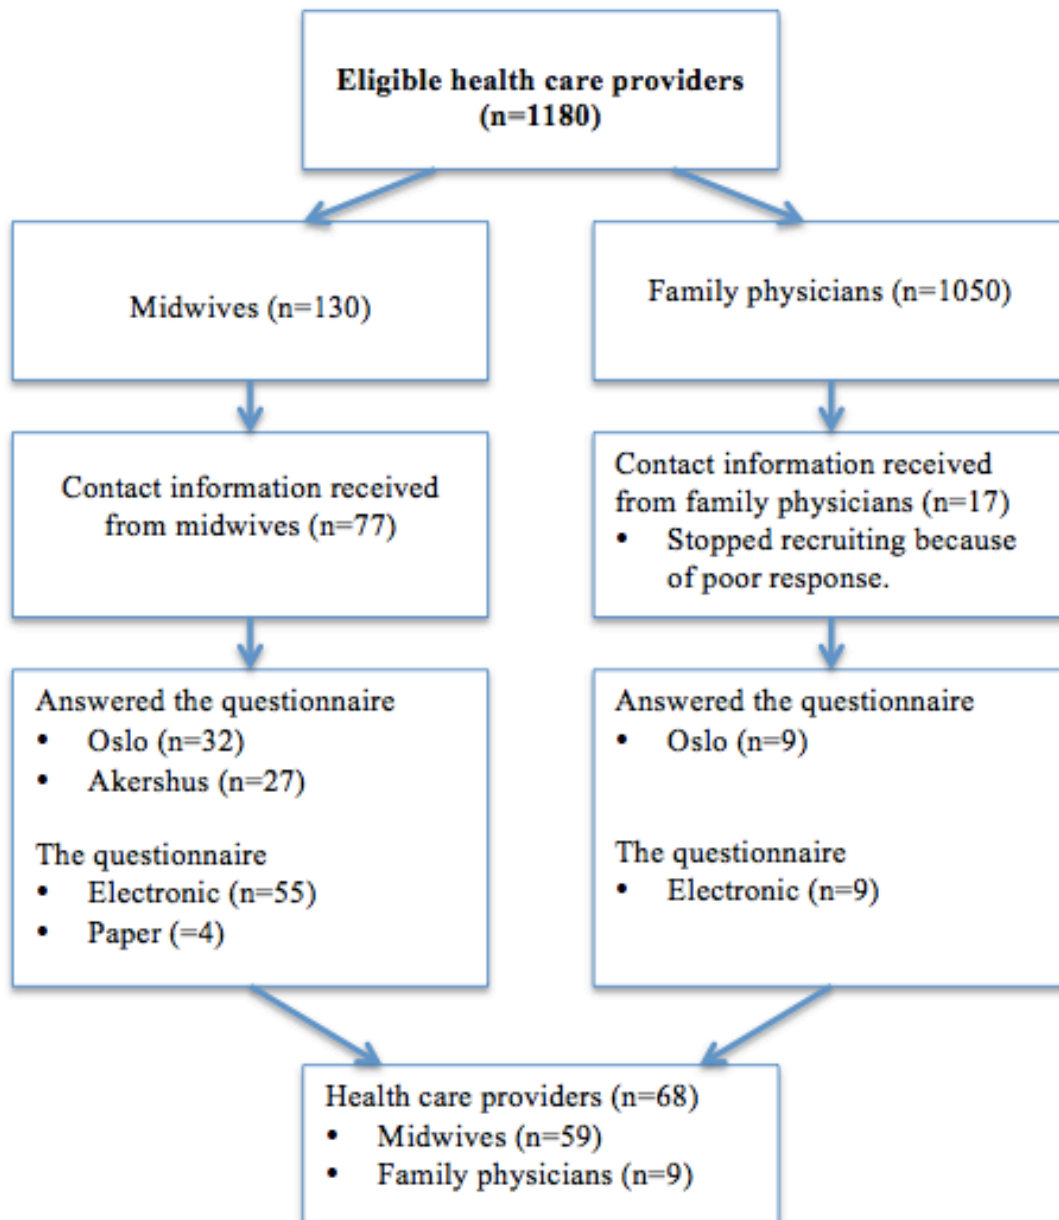 Eligible health care providers
(n=1180)
Midwives (n=130)
Family physicians (n=1050)
Contact information received
from midwives (n=77)
Contact information received
from family physicians (n=17)
• Stopped recruiting because
of poor response.
Answered the questionnaire
• Oslo (n=32)
• Akershus (n=27)
The questionnaire
• Electronic (n=55)
• Paper (=4)
Answered the questionnaire
• Oslo (n=9)
The questionnaire
• Electronic (n=9)
Health care providers (n=68)
• Midwives (n=59)
• Family physicians (n=9)